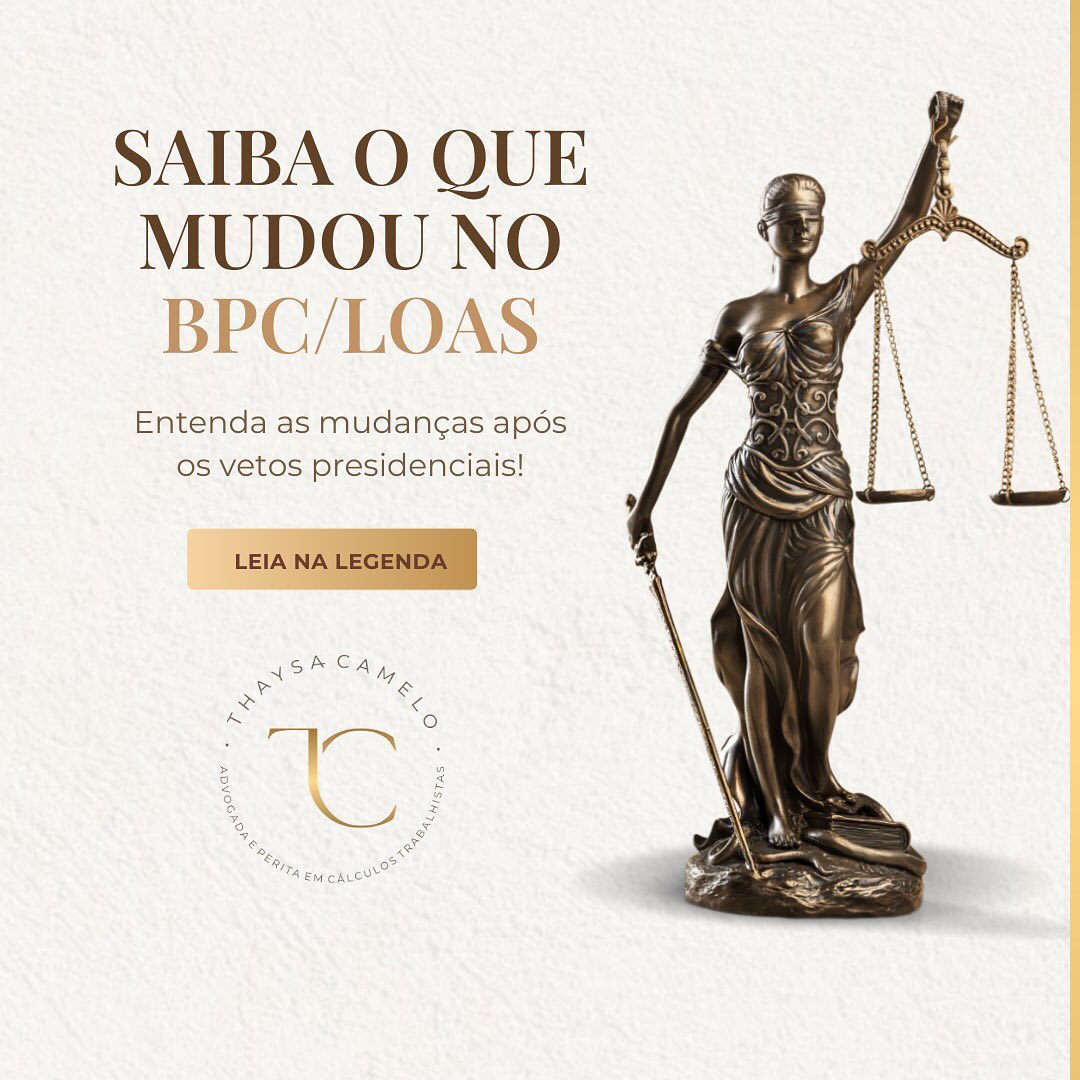 SAIBA O QUE
MUDOU NO
BPC/LOAS
Entenda as mudanças após
os vetos presidenciais!
LEIA NA LEGENDA
· THAYSA CAMELO ·
TC
ADVOGADA E PERITA EM CÁLCULOS TRABALHISTAS